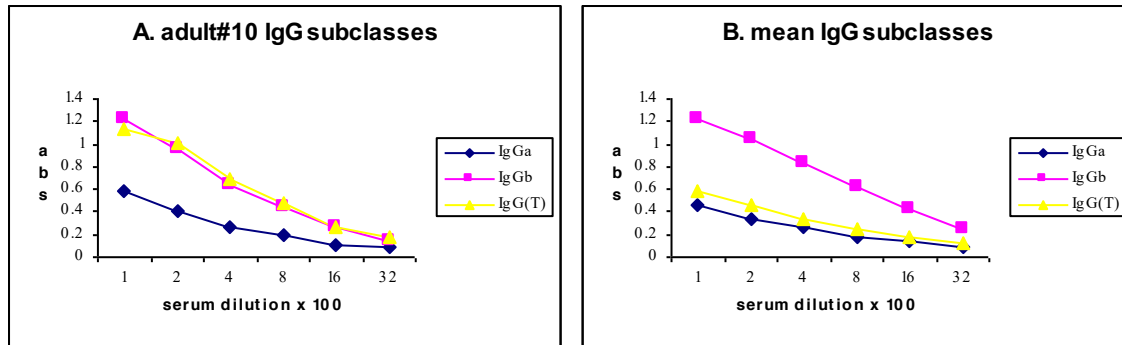 A. adult#10 IgG subclasses
1.4
1.2
1
0.8
0.6
0.4
0.2
0
abs
1 2 4 8 16 32
serum dilution x 100
IgGa
IgGb
IgG(T)
B. mean IgG subclasses
1.4
1.2
1
0.8
0.6
0.4
0.2
0
abs
1 2 4 8 16 32
serum dilution x 100
IgGa
IgGb
IgG(T)